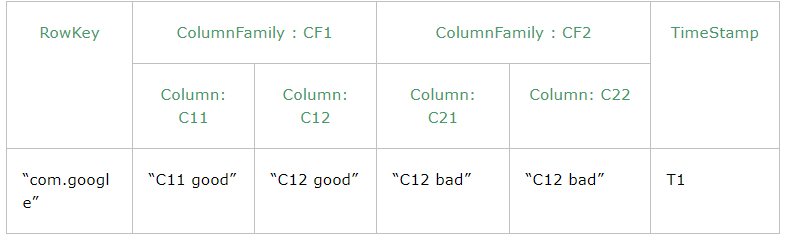 RowKey ColumnFamily : CF1 ColumnFamily : CF2 TimeStamp
Column: C11 Column: C12 Column: C21 Column: C22
“com.google” “C11 good” “C12 good” “C12 bad” “C12 bad” T1